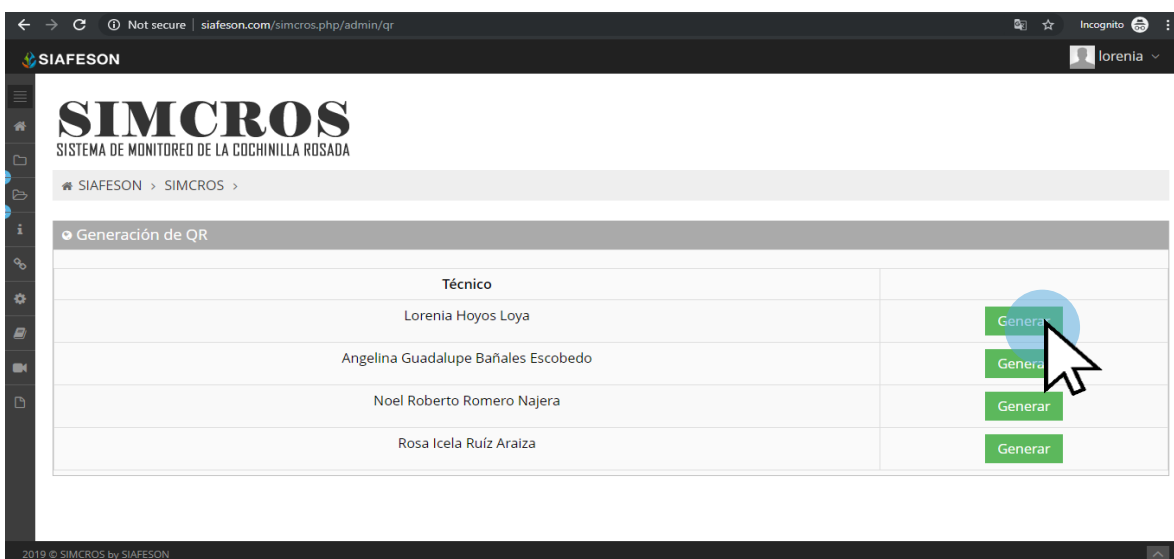 Not secure | siafeson.com/simcros.php/admin/qr Incognito
SIAFESON lorenia
SIMCROS
SISTEMA DE MONITOREO DE LA COCHINILLA ROSADA
SIAFESON > SIMCROS >
Generación de QR
Técnico
Lorenia Hoyos Loya Generar
Angelina Guadalupe Bañales Escobedo Generar
Noel Roberto Romero Najera Generar
Rosa Icela Ruíz Araiza Generar
2019 © SIMCROS by SIAFESON